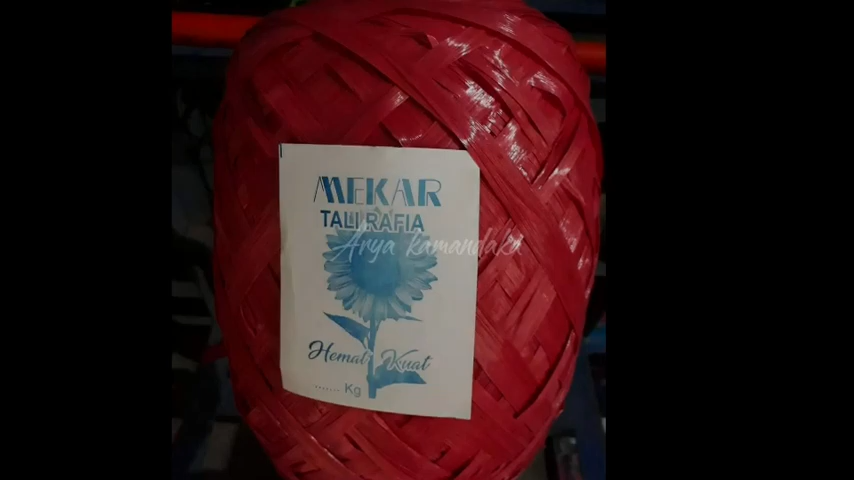 MEKAR
TALI RAFIA
Arya kamandaka
Hemat Kuat
....... Kg